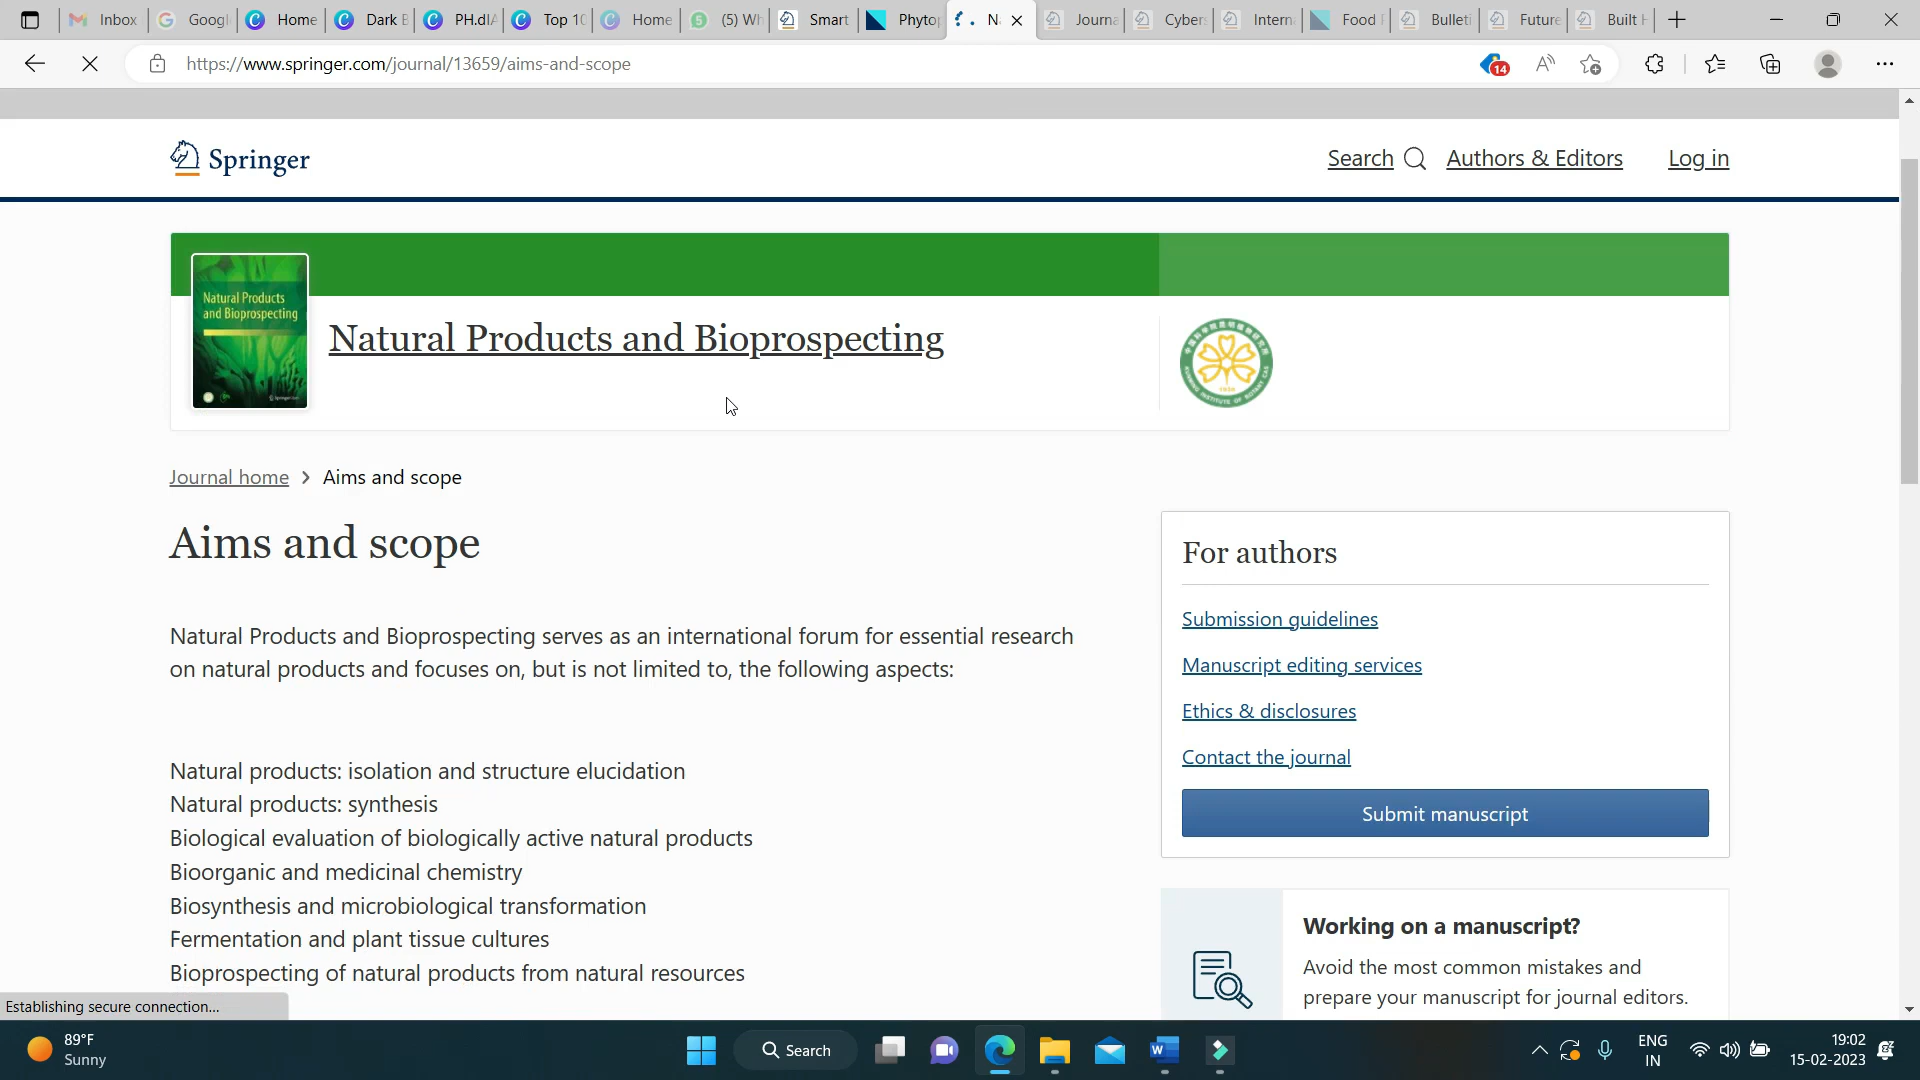 Inbox
Googl
Home
Dark B
PH.dIA
Top 10
Home
(5) Wh
Smart
Phytop
N
Journa
Cyber
Intern
Food
Bulleti
Future
Built
https://www.springer.com/journal/13659/aims-and-scope
14
Springer
Search
Authors & Editors
Log in
Natural Products
and Bioprospecting
Natural Products and Bioprospecting
Journal home > Aims and scope
Aims and scope
Natural Products and Bioprospecting serves as an international forum for essential research
on natural products and focuses on, but is not limited to, the following aspects:
Natural products: isolation and structure elucidation
Natural products: synthesis
Biological evaluation of biologically active natural products
Bioorganic and medicinal chemistry
Biosynthesis and microbiological transformation
Fermentation and plant tissue cultures
Bioprospecting of natural products from natural resources
For authors
Submission guidelines
Manuscript editing services
Ethics & disclosures
Contact the journal
Submit manuscript
Working on a manuscript?
Avoid the most common mistakes and
prepare your manuscript for journal editors.
Establishing secure connection...
89°F
Sunny
Search
ENG
IN
19:02
15-02-2023